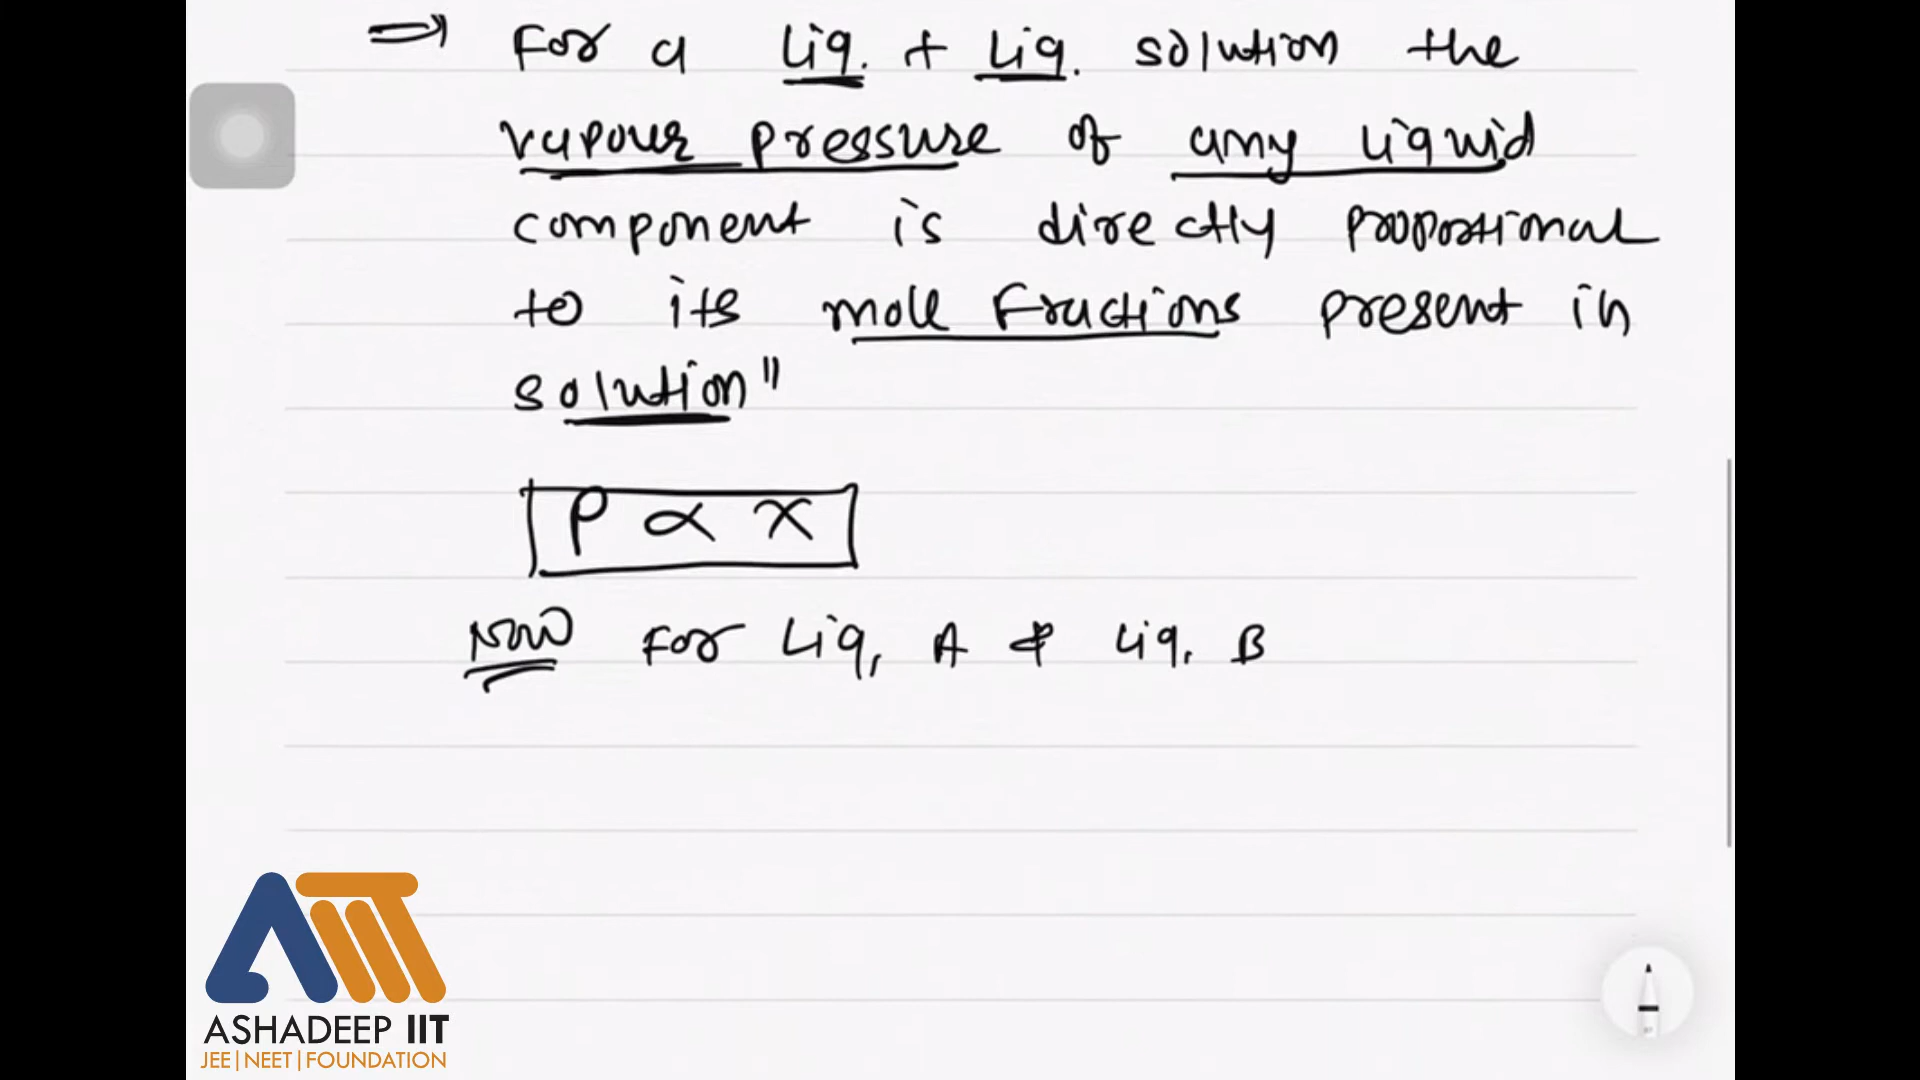 ⇒ For a Liq. + Liq. solution the
vapour pressure of any liquid
component is directly proportional
to its mole fractions present in
solution"
P ∝ x
Now For Liq, A & Liq. B
ASHADEEP IIT
JEE|NEET|FOUNDATION